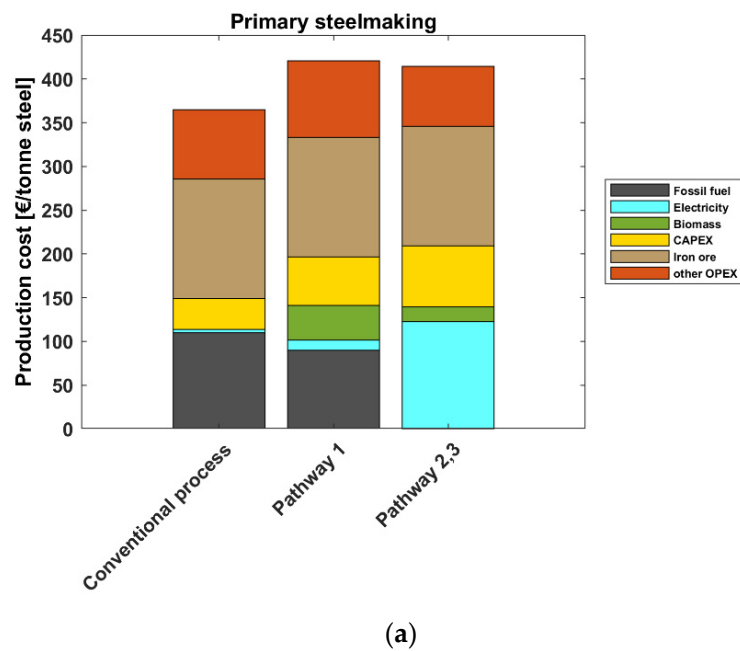 Primary steelmaking
Production cost [€/tonne steel]
450
400
350
300
250
200
150
100
50
0
Conventional process
Pathway 1
Pathway 2,3
Fossil fuel
Electricity
Biomass
CAPEX
Iron ore
other OPEX
(a)